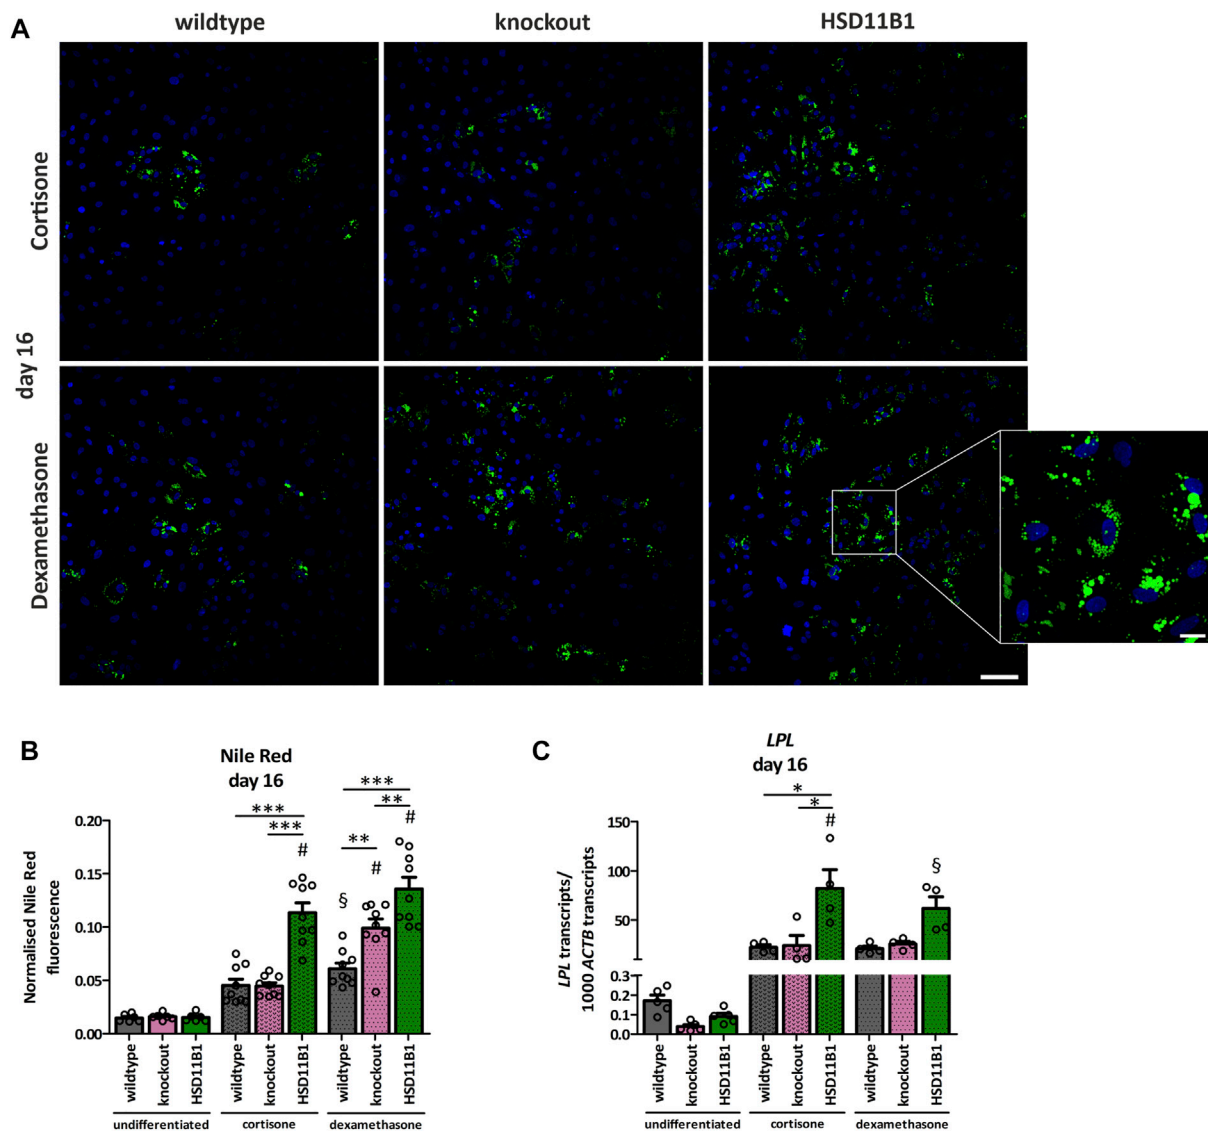 A
wildtype knockout HSD11B1
Cortisone
day 16
Dexamethasone
B
Nile Red
day 16
Normalised Nile Red
fluorescence
0.20
0.15
0.10
0.05
0.00
***
***
#
***
**
**
#
#
§
wildtype knockout HSD11B1 wildtype knockout HSD11B1 wildtype knockout HSD11B1
undifferentiated cortisone dexamethasone
C
LPL
day 16
LPL transcripts/
1000 ACTB transcripts
150
100
50
0.3
0.2
0.1
0.0
*
*
#
§
wildtype knockout HSD11B1 wildtype knockout HSD11B1 wildtype knockout HSD11B1
undifferentiated cortisone dexamethasone